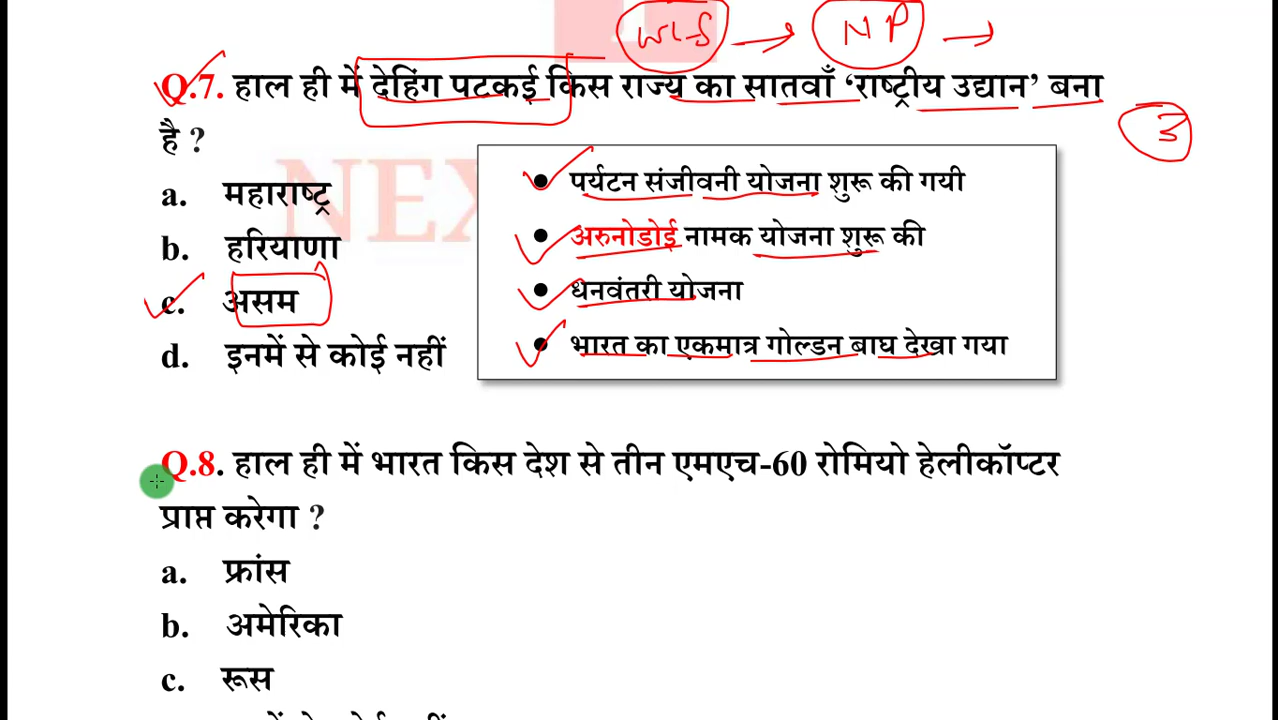 WLS → NP →
Q.7. हाल ही में देहिंग पटकई किस राज्य का सातवाँ ‘राष्ट्रीय उद्यान’ बना
3
है ?
NEX
a. महाराष्ट्र
b. हरियाणा
c. असम
d. इनमें से कोई नहीं
● पर्यटन संजीवनी योजना शुरू की गयी
● अरुनोडोई नामक योजना शुरू की
● धनवंतरी योजना
● भारत का एकमात्र गोल्डन बाघ देखा गया
Q.8. हाल ही में भारत किस देश से तीन एमएच-60 रोमियो हेलीकॉप्टर
प्राप्त करेगा ?
a. फ्रांस
b. अमेरिका
c. रूस